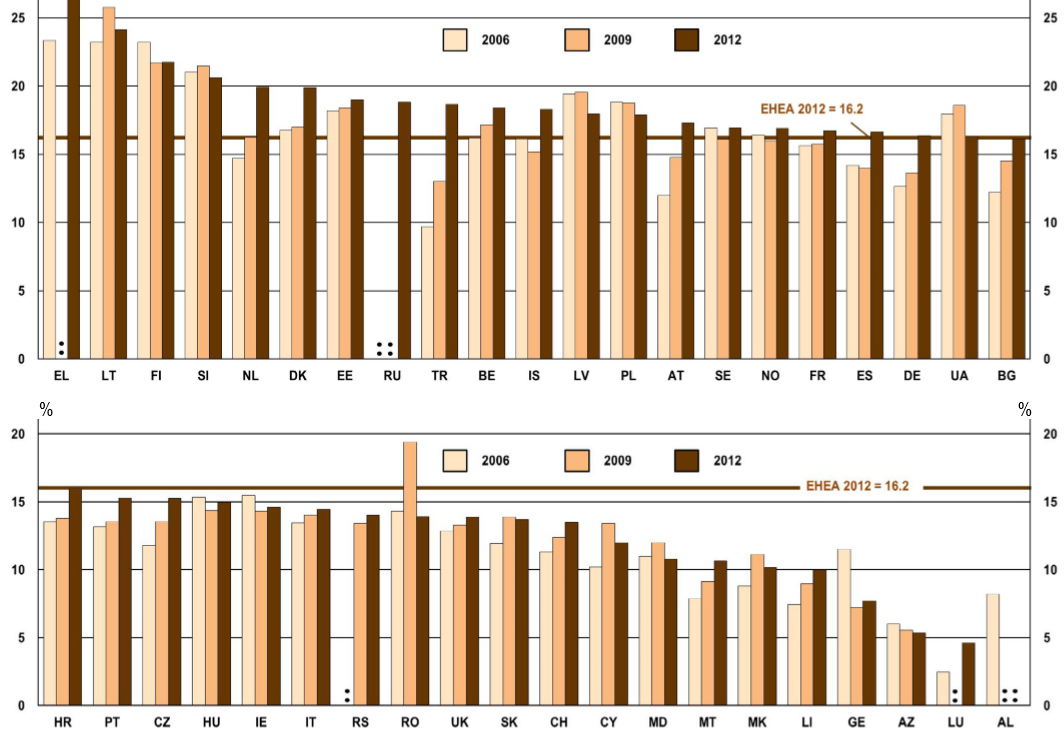 25 25
2006 2009 2012
20 20
EHEA 2012 = 16.2
15 15
10 10
5 5
: : :
0 0
EL LT FI SI NL DK EE RU TR BE IS LV PL AT SE NO FR ES DE UA BG
% %
20 20
2006 2009 2012
EHEA 2012 = 16.2
15 15
10 10
5 5
: : : :
0 0
HR PT CZ HU IE IT RS RO UK SK CH CY MD MT MK LI GE AZ LU AL